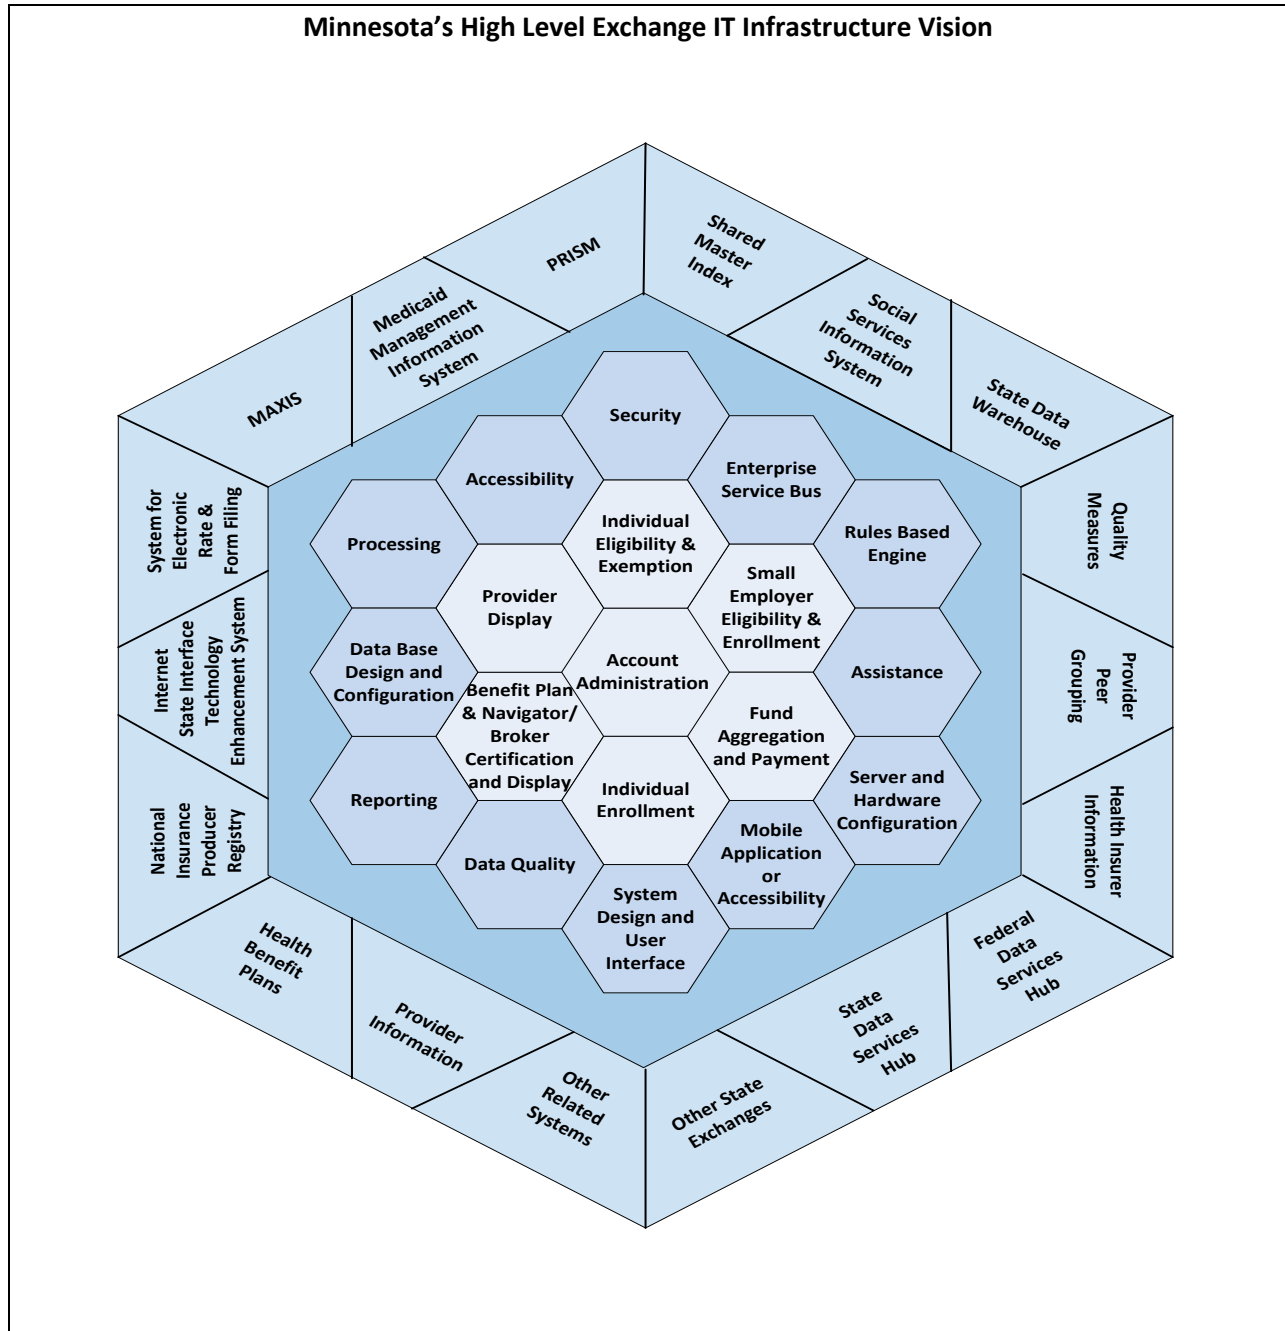 Minnesota's High Level Exchange IT Infrastructure Vision
PRISM
Shared
Master
Index
Medicaid
Management
Information
System
Social
Services
Information
System
MAXIS
State Data
Warehouse
System for
Electronic
Rate &
Form Filing
Quality
Measures
Internet
State Interface
Technology
Enhancement System
Provider
Peer
Grouping
National
Insurance
Producer
Registry
Health Insurer
Information
Health
Benefit
Plans
Provider
Information
Other
Related
Systems
Other State
Exchanges
State
Data
Services
Hub
Federal
Data
Services
Hub
Security
Accessibility
Enterprise
Service Bus
Processing
Individual
Eligibility &
Exemption
Rules Based
Engine
Provider
Display
Small
Employer
Eligibility &
Enrollment
Data Base
Design and
Configuration
Account
Administration
Assistance
Benefit Plan
& Navigator/
Broker
Certification
and Display
Fund
Aggregation
and Payment
Reporting
Individual
Enrollment
Server and
Hardware
Configuration
Data Quality
Mobile
Application
or
Accessibility
System
Design and
User
Interface